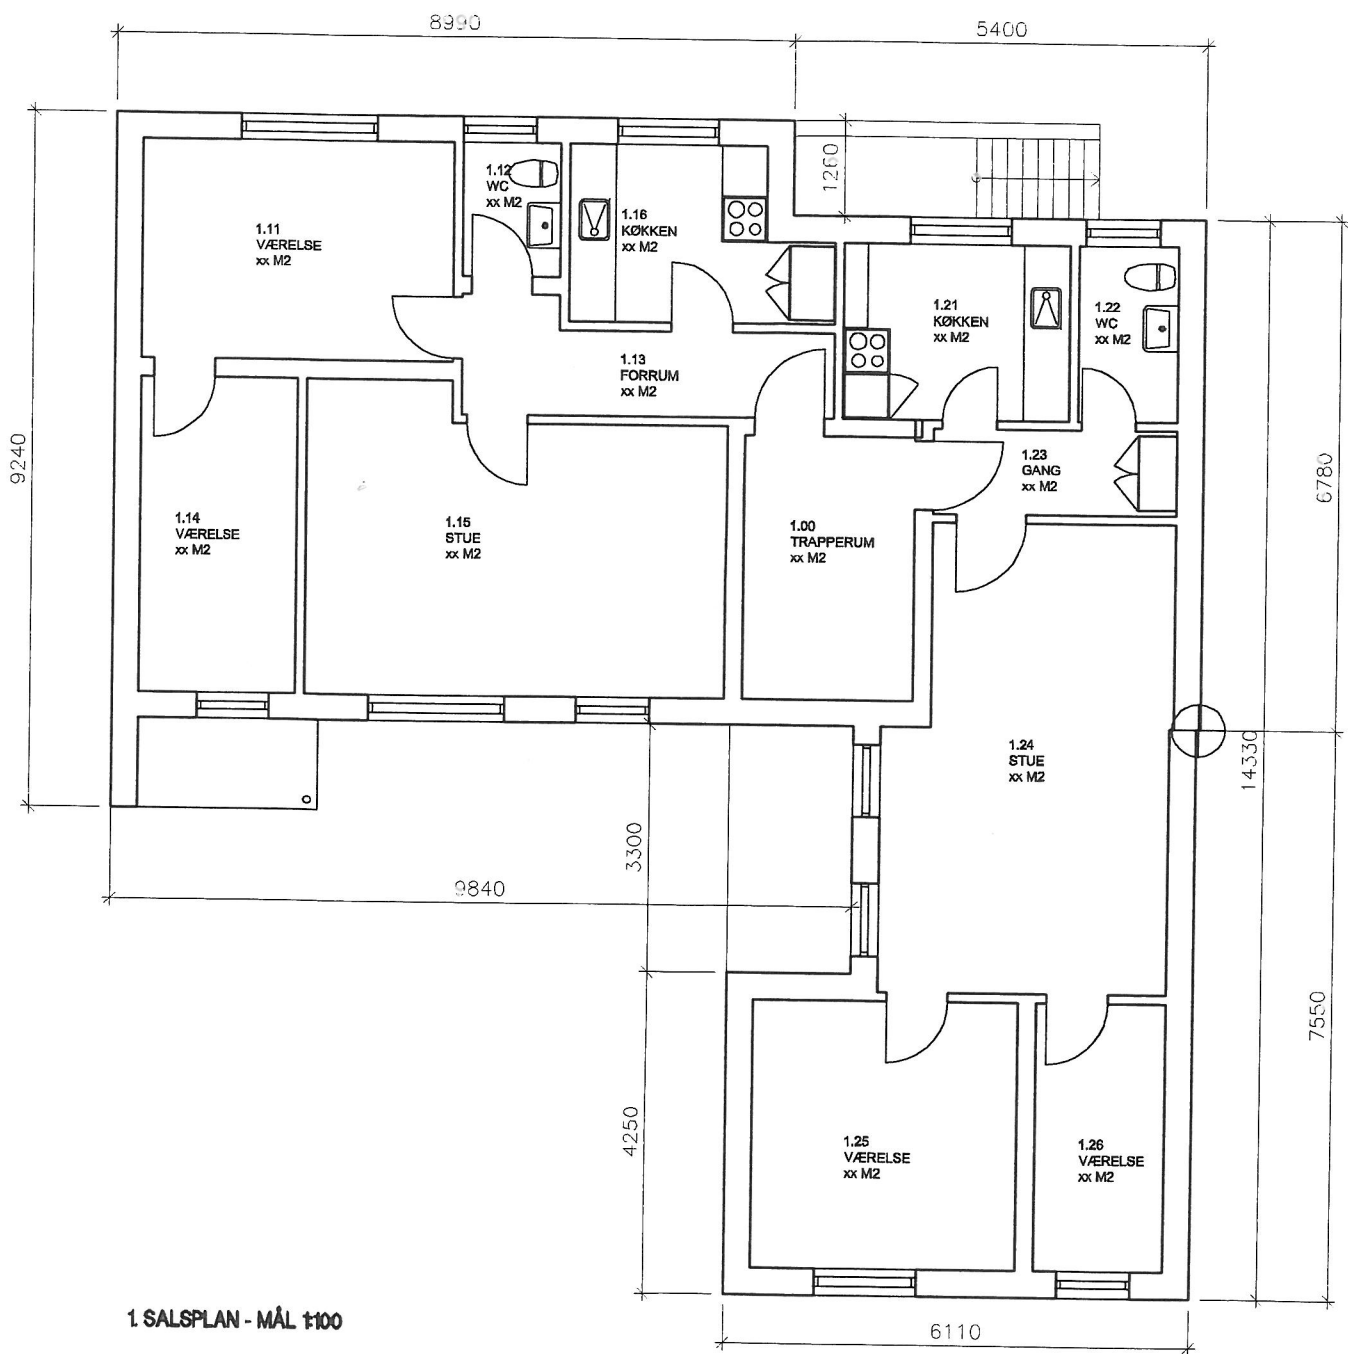 8990
5400
1260
1.12
WC
xx M2
1.16
KØKKEN
xx M2
1.11
VÆRELSE
xx M2
1.21
KØKKEN
xx M2
1.22
WC
xx M2
1.13
FORRUM
xx M2
9240
6780
1.23
GANG
xx M2
1.14
VÆRELSE
xx M2
1.15
STUE
xx M2
1.00
TRAPPERUM
xx M2
1.24
STUE
xx M2
14330
3300
9840
7550
4250
1.25
VÆRELSE
xx M2
1.26
VÆRELSE
xx M2
1. SALSPLAN - MÅL 1:100
6110